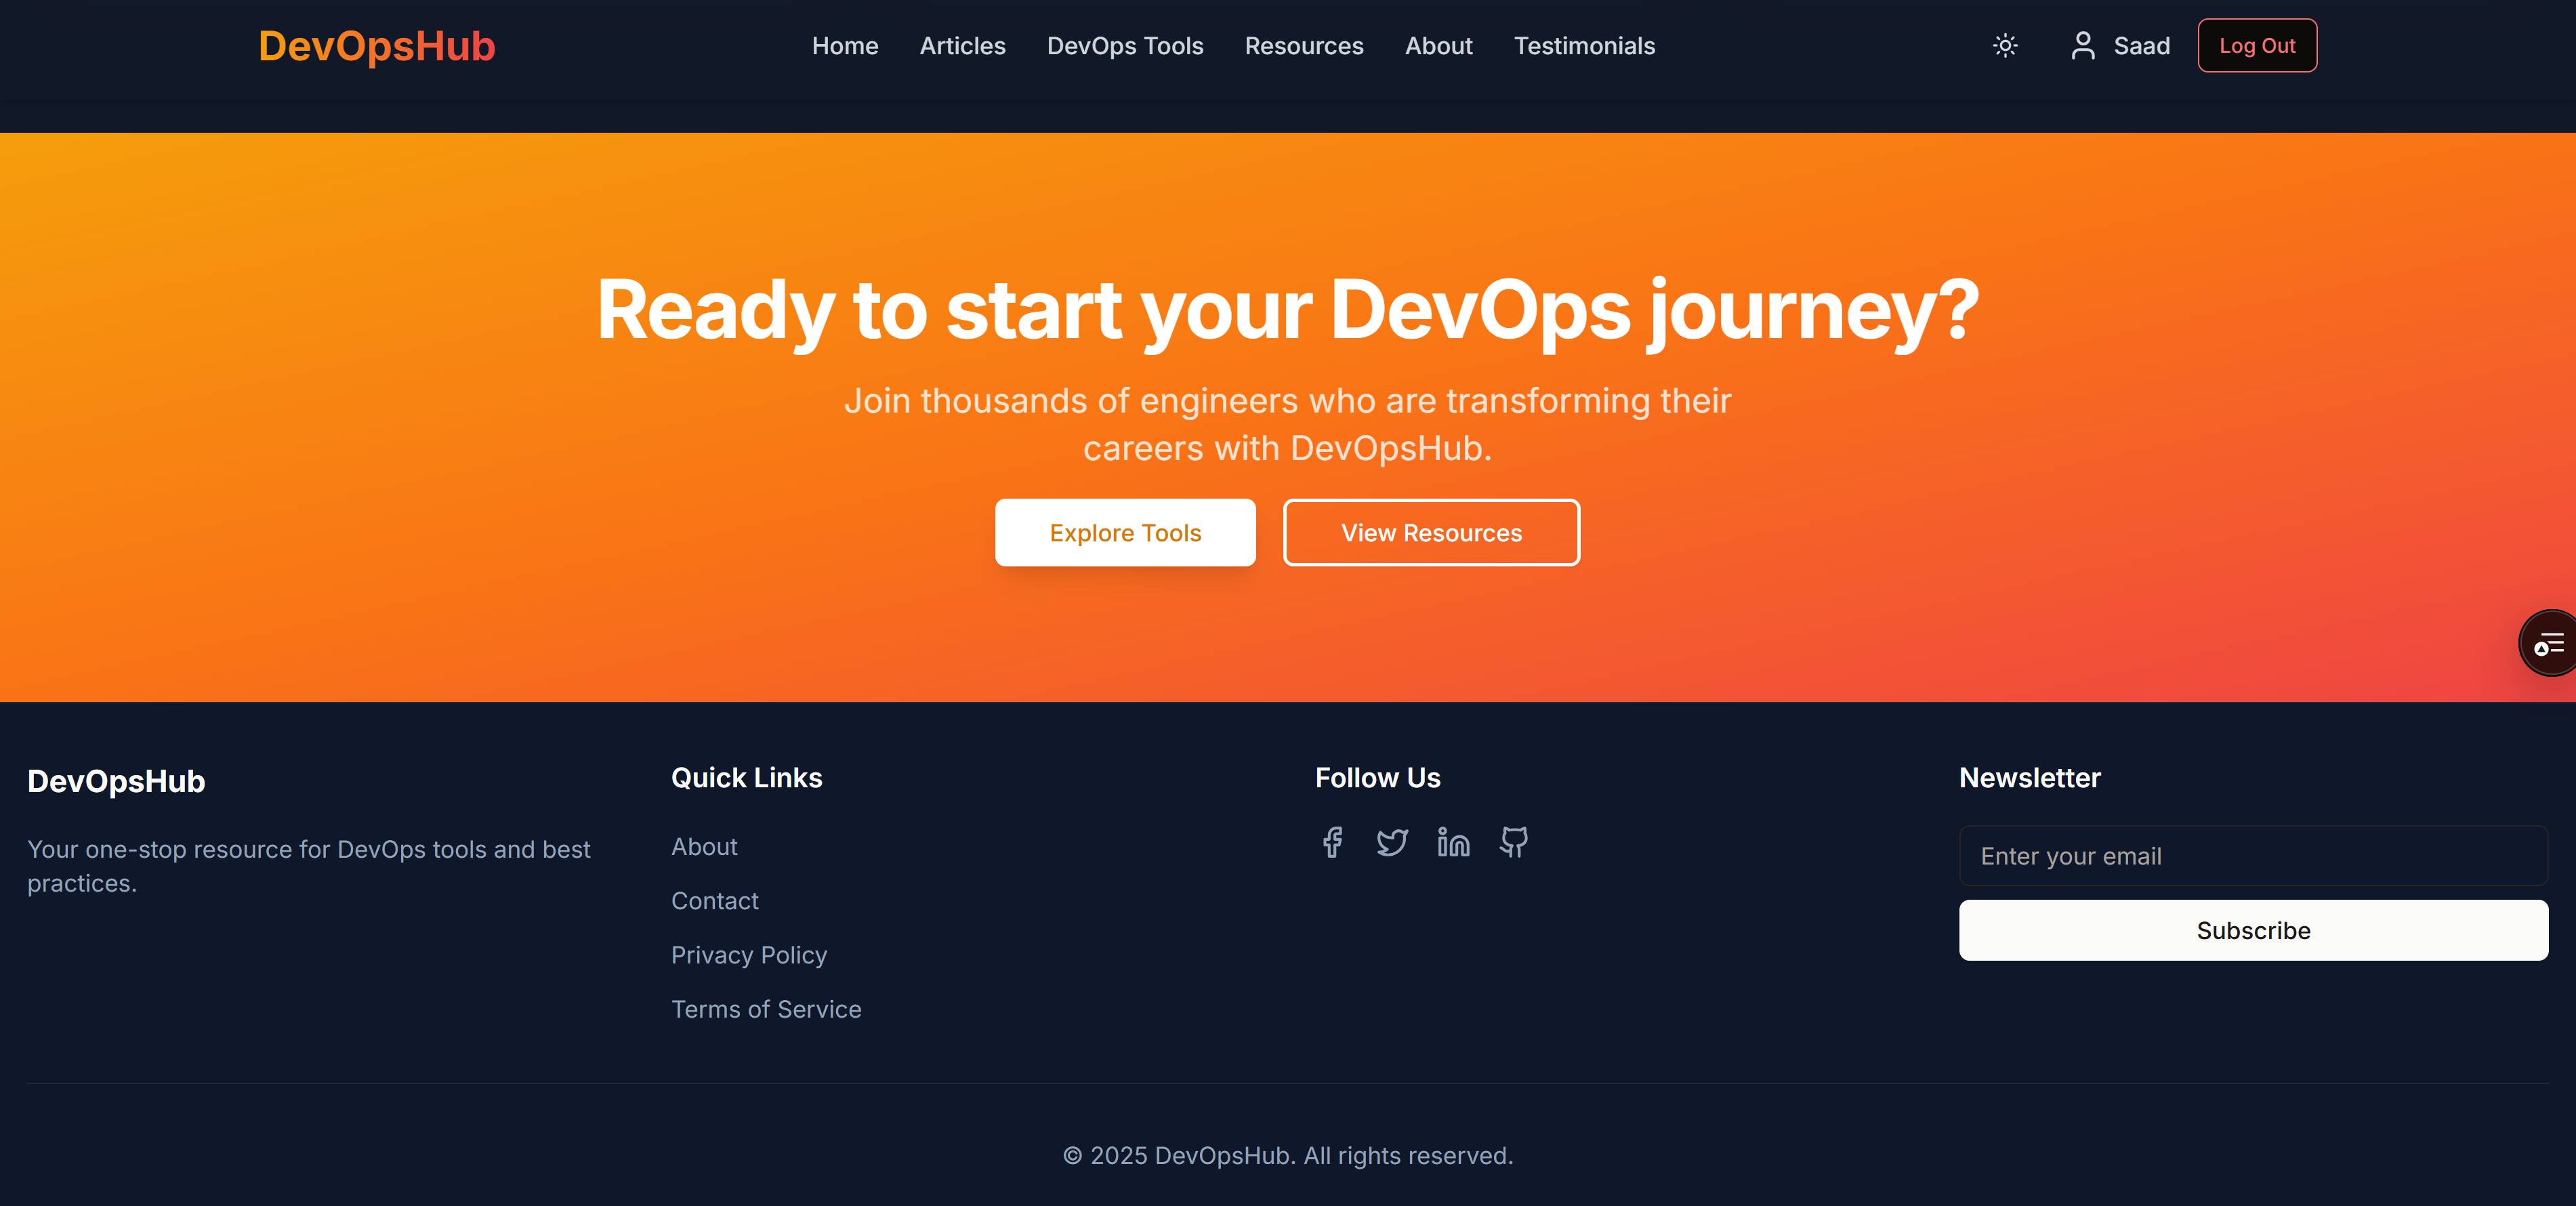 DevOpsHub
Home Articles DevOps Tools Resources About Testimonials
Saad
Log Out
Ready to start your DevOps journey?
Join thousands of engineers who are transforming their
careers with DevOpsHub.
Explore Tools
View Resources
DevOpsHub
Your one-stop resource for DevOps tools and best
practices.
Quick Links
About
Contact
Privacy Policy
Terms of Service
Follow Us
Newsletter
Enter your email
Subscribe
© 2025 DevOpsHub. All rights reserved.